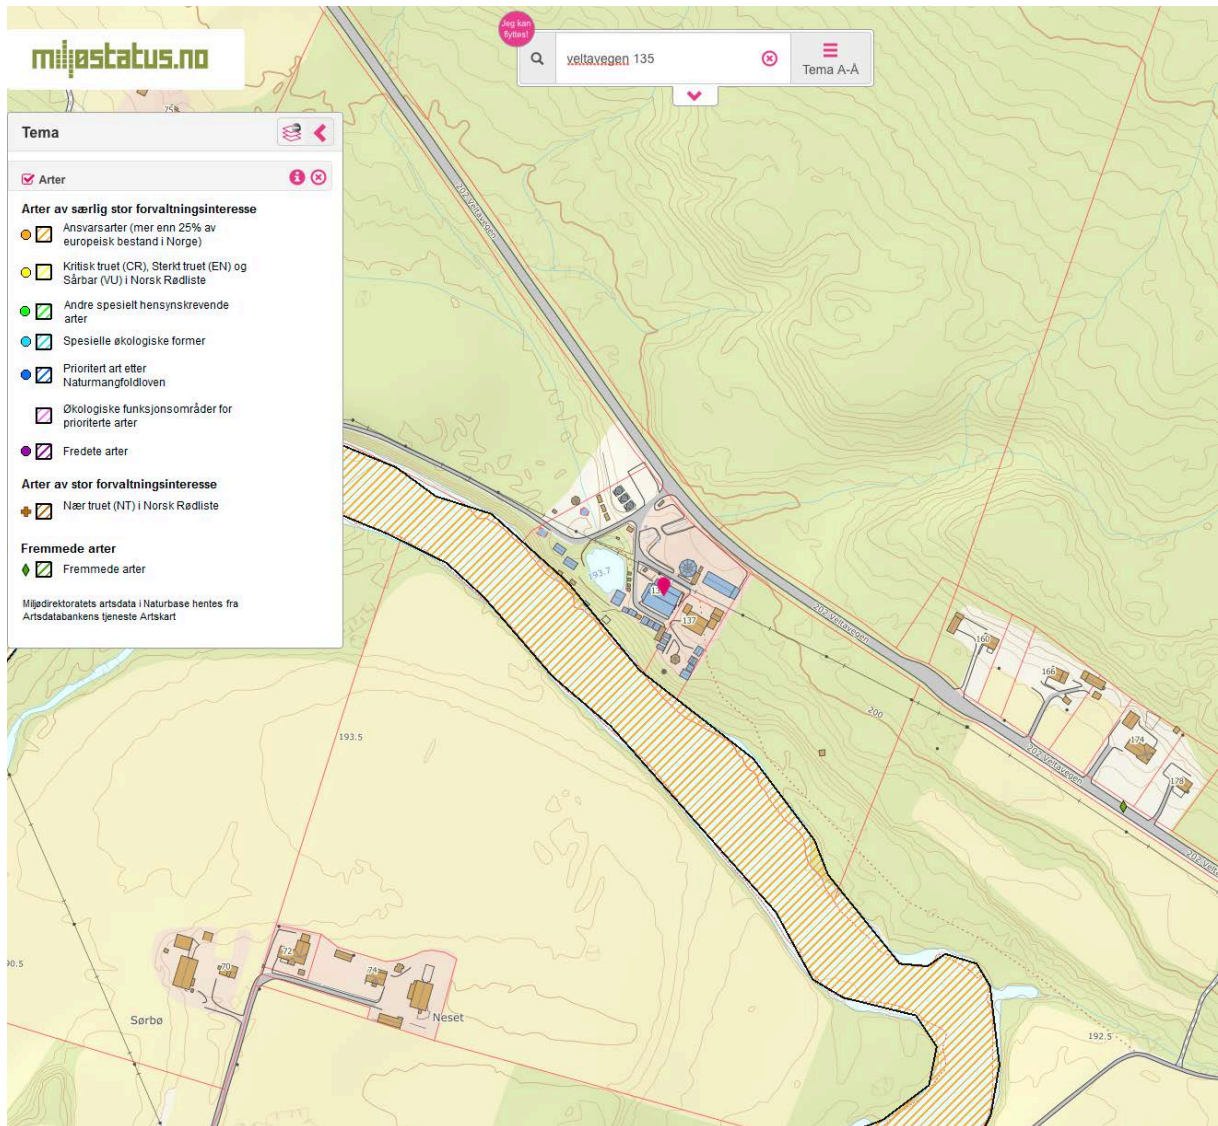 miljøstatus.no
Jeg kan
flyttes!
veltavegen 135
Tema A-Å
Tema
Arter
Arter av særlig stor forvaltningsinteresse
Ansvarsarter (mer enn 25% av
europeisk bestand i Norge)
Kritisk truet (CR), Sterkt truet (EN) og
Sårbar (VU) i Norsk Rødliste
Andre spesielt hensynskrevende
arter
Spesielle økologiske former
Prioritert art etter
Naturmangfoldloven
Økologiske funksjonsområder for
prioriterte arter
Fredete arter
Arter av stor forvaltningsinteresse
Nær truet (NT) i Norsk Rødliste
Fremmede arter
Fremmede arter
Miljødirektoratets artsdata i Naturbase hentes fra
Artsdatabankens tjeneste Artskart
202 Veltavegen
193.7
137
202 Veltavegen
160
166
200
174
202 Veltavegen
178
202 Veltavegen
193.5
72
70
74
Sørbø
Neset
192.5